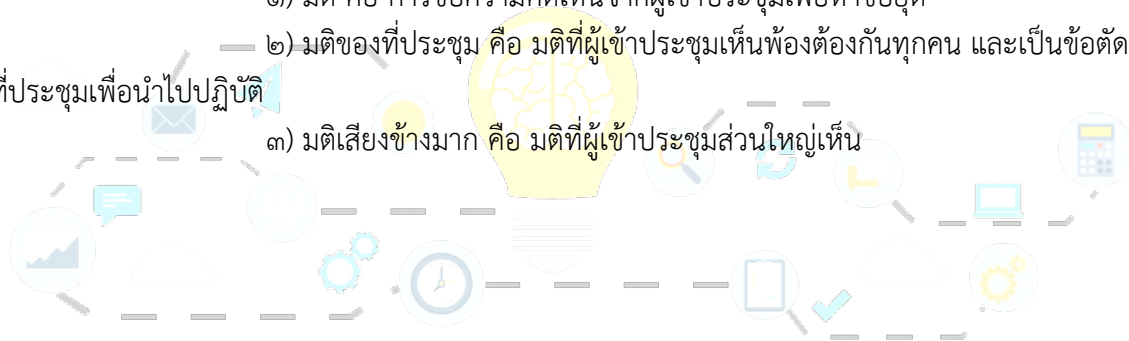 ๒) มติของที่ประชุม คือ มติที่ผู้เข้าประชุมเห็นพ้องต้องกันทุกคน และเป็นข้อตัด
ที่ประชุมเพื่อนำไปปฏิบัติ
๓) มติเสียงข้างมาก คือ มติที่ผู้เข้าประชุมส่วนใหญ่เห็น